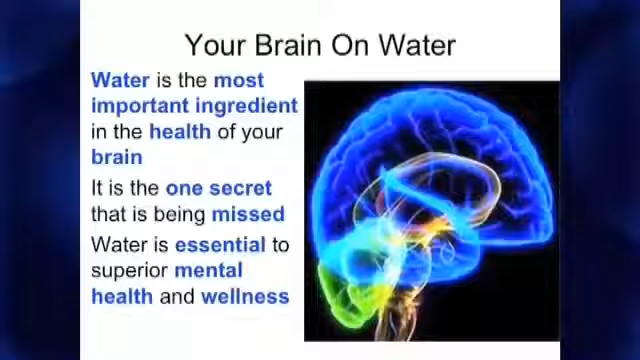 Your Brain On Water
Water is the most
important ingredient
in the health of your
brain
It is the one secret
that is being missed
Water is essential to
superior mental
health and wellness